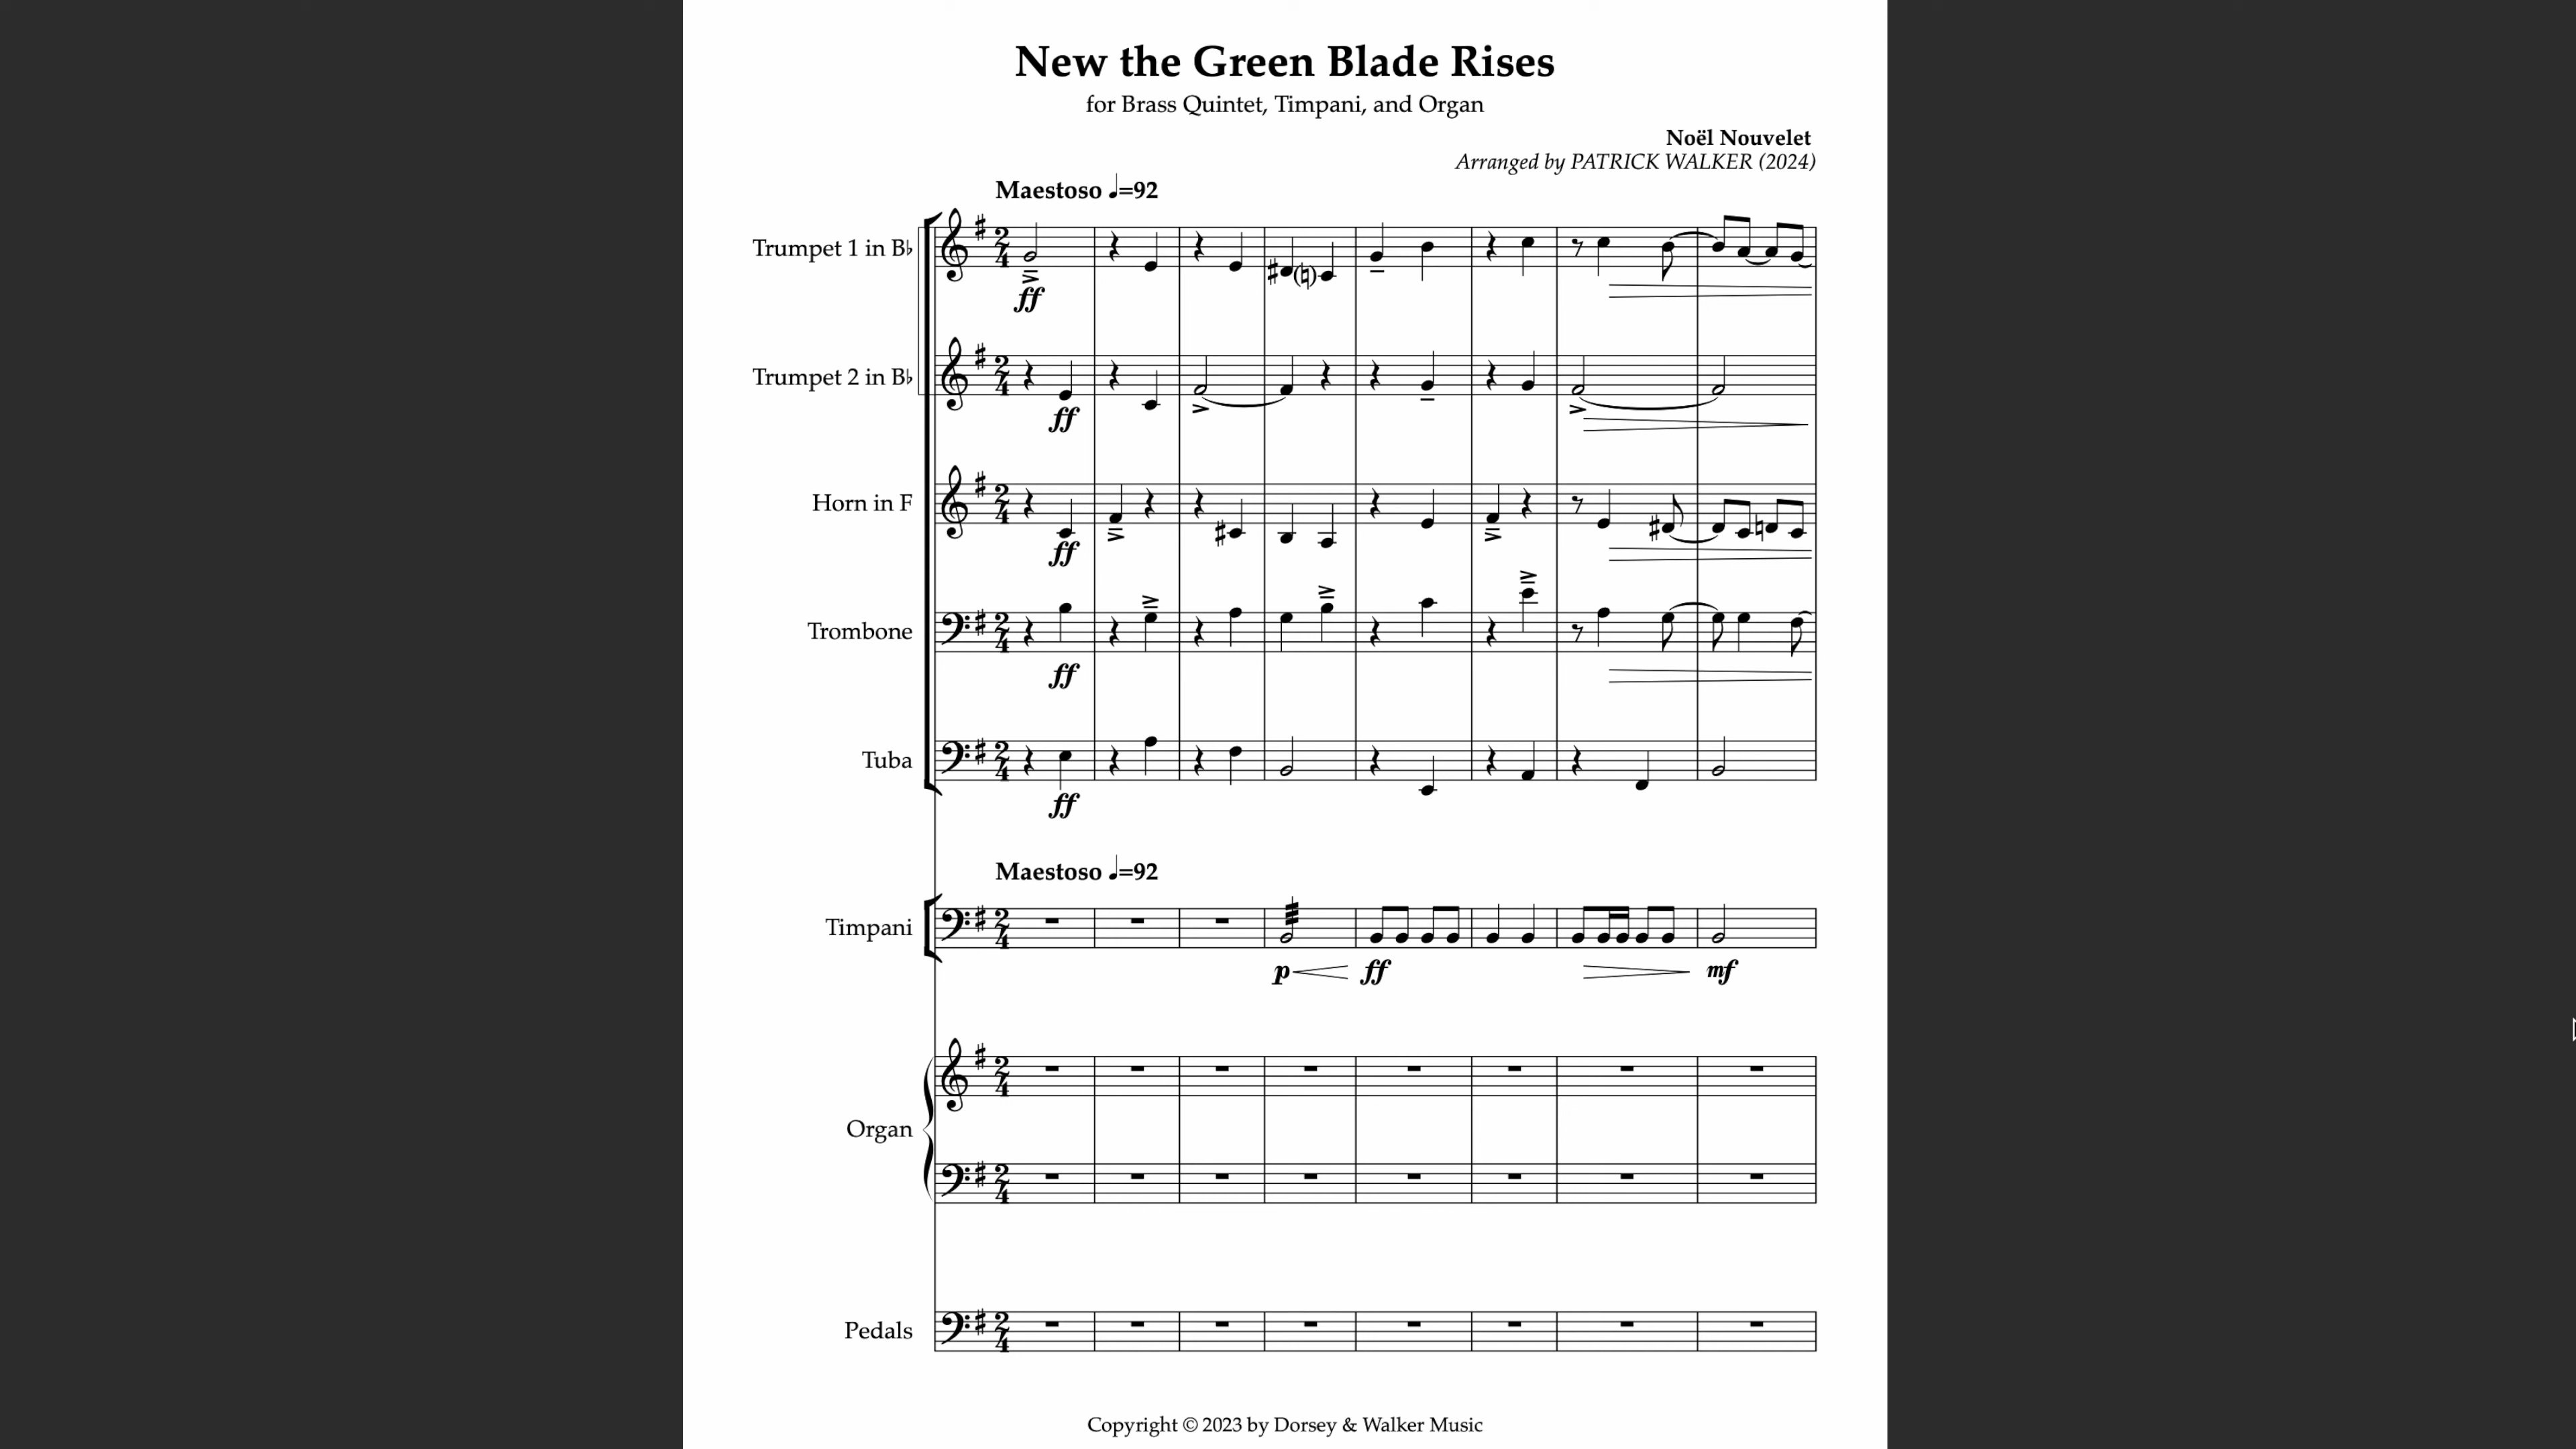 New the Green Blade Rises
for Brass Quintet, Timpani, and Organ
Noël Nouvelet
Arranged by PATRICK WALKER (2024)
Maestoso ♩=92
Trumpet 1 in B♭
ff
Trumpet 2 in B♭
ff
Horn in F
ff
Trombone
ff
Tuba
ff
Maestoso ♩=92
Timpani
p ff mf
Organ
Pedals
Copyright © 2023 by Dorsey & Walker Music